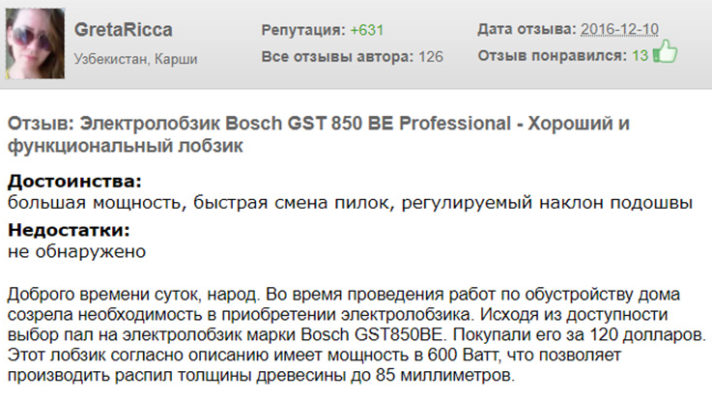 GretaRicca
Узбекистан, Карши
Репутация: +631
Все отзывы автора: 126
Дата отзыва: 2016-12-10
Отзыв понравился: 13
Отзыв: Электролобзик Bosch GST 850 BE Professional - Хороший и
функциональный лобзик
Достоинства:
большая мощность, быстрая смена пилок, регулируемый наклон подошвы
Недостатки:
не обнаружено
Доброго времени суток, народ. Во время проведения работ по обустройству дома
созрела необходимость в приобретении электролобзика. Исходя из доступности
выбор пал на электролобзик марки Bosch GST850BE. Покупали его за 120 долларов.
Этот лобзик согласно описанию имеет мощность в 600 Ватт, что позволяет
производить распил толщины древесины до 85 миллиметров.